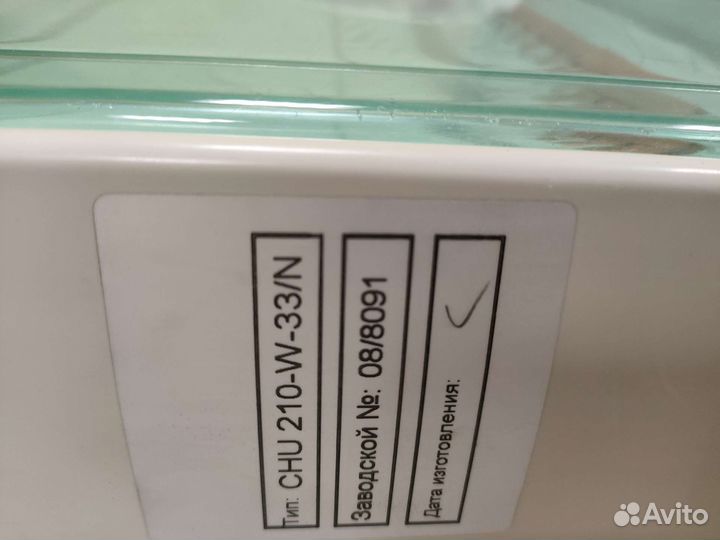 Тип: CHU 210-W-33/N
Заводской №: 08/8091
Дата изготовления:
Avito